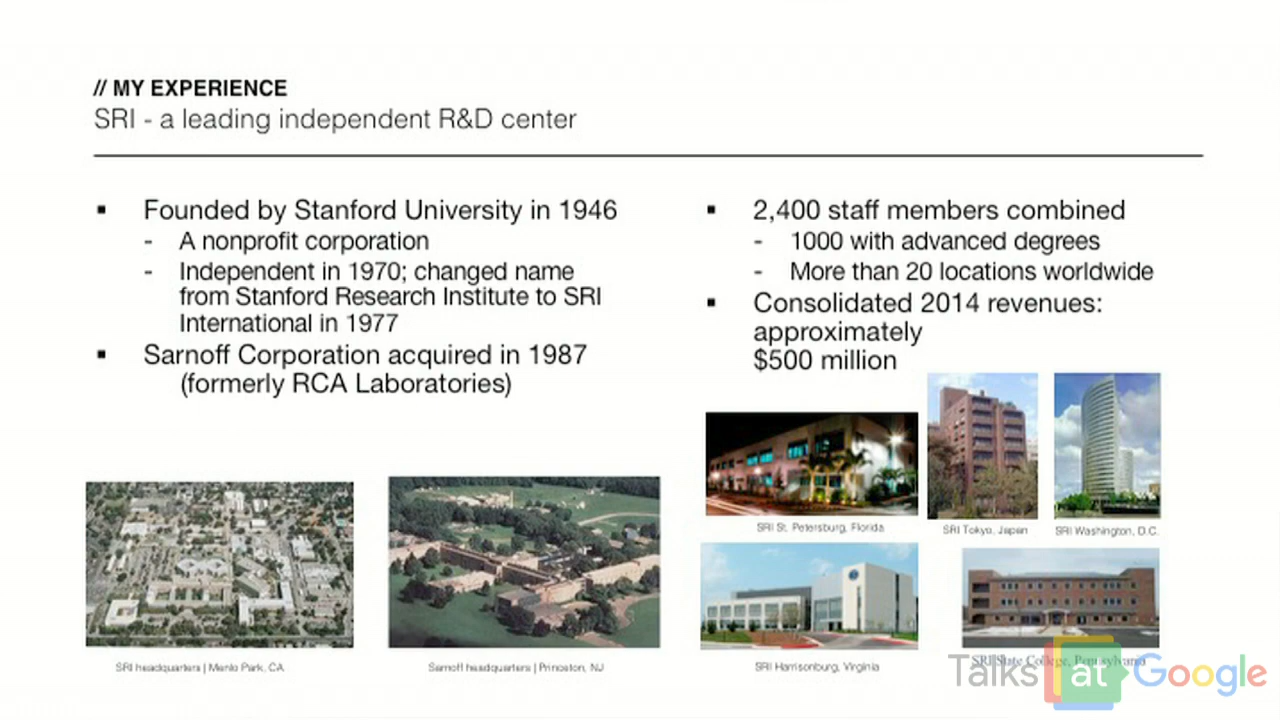 // MY EXPERIENCE
SRI - a leading independent R&D center
▪ Founded by Stanford University in 1946
- A nonprofit corporation
- Independent in 1970; changed name
from Stanford Research Institute to SRI
International in 1977
▪ Sarnoff Corporation acquired in 1987
(formerly RCA Laboratories)
▪ 2,400 staff members combined
- 1000 with advanced degrees
- More than 20 locations worldwide
▪ Consolidated 2014 revenues:
approximately
$500 million
SRI St. Petersburg, Florida
SRI Tokyo, Japan
SRI Washington, D.C.
SRI headquarters | Menlo Park, CA
Sarnoff headquarters | Princeton, NJ
SRI Harrisonburg, Virginia
SRI State College, Pennsylvania
Talks at Google